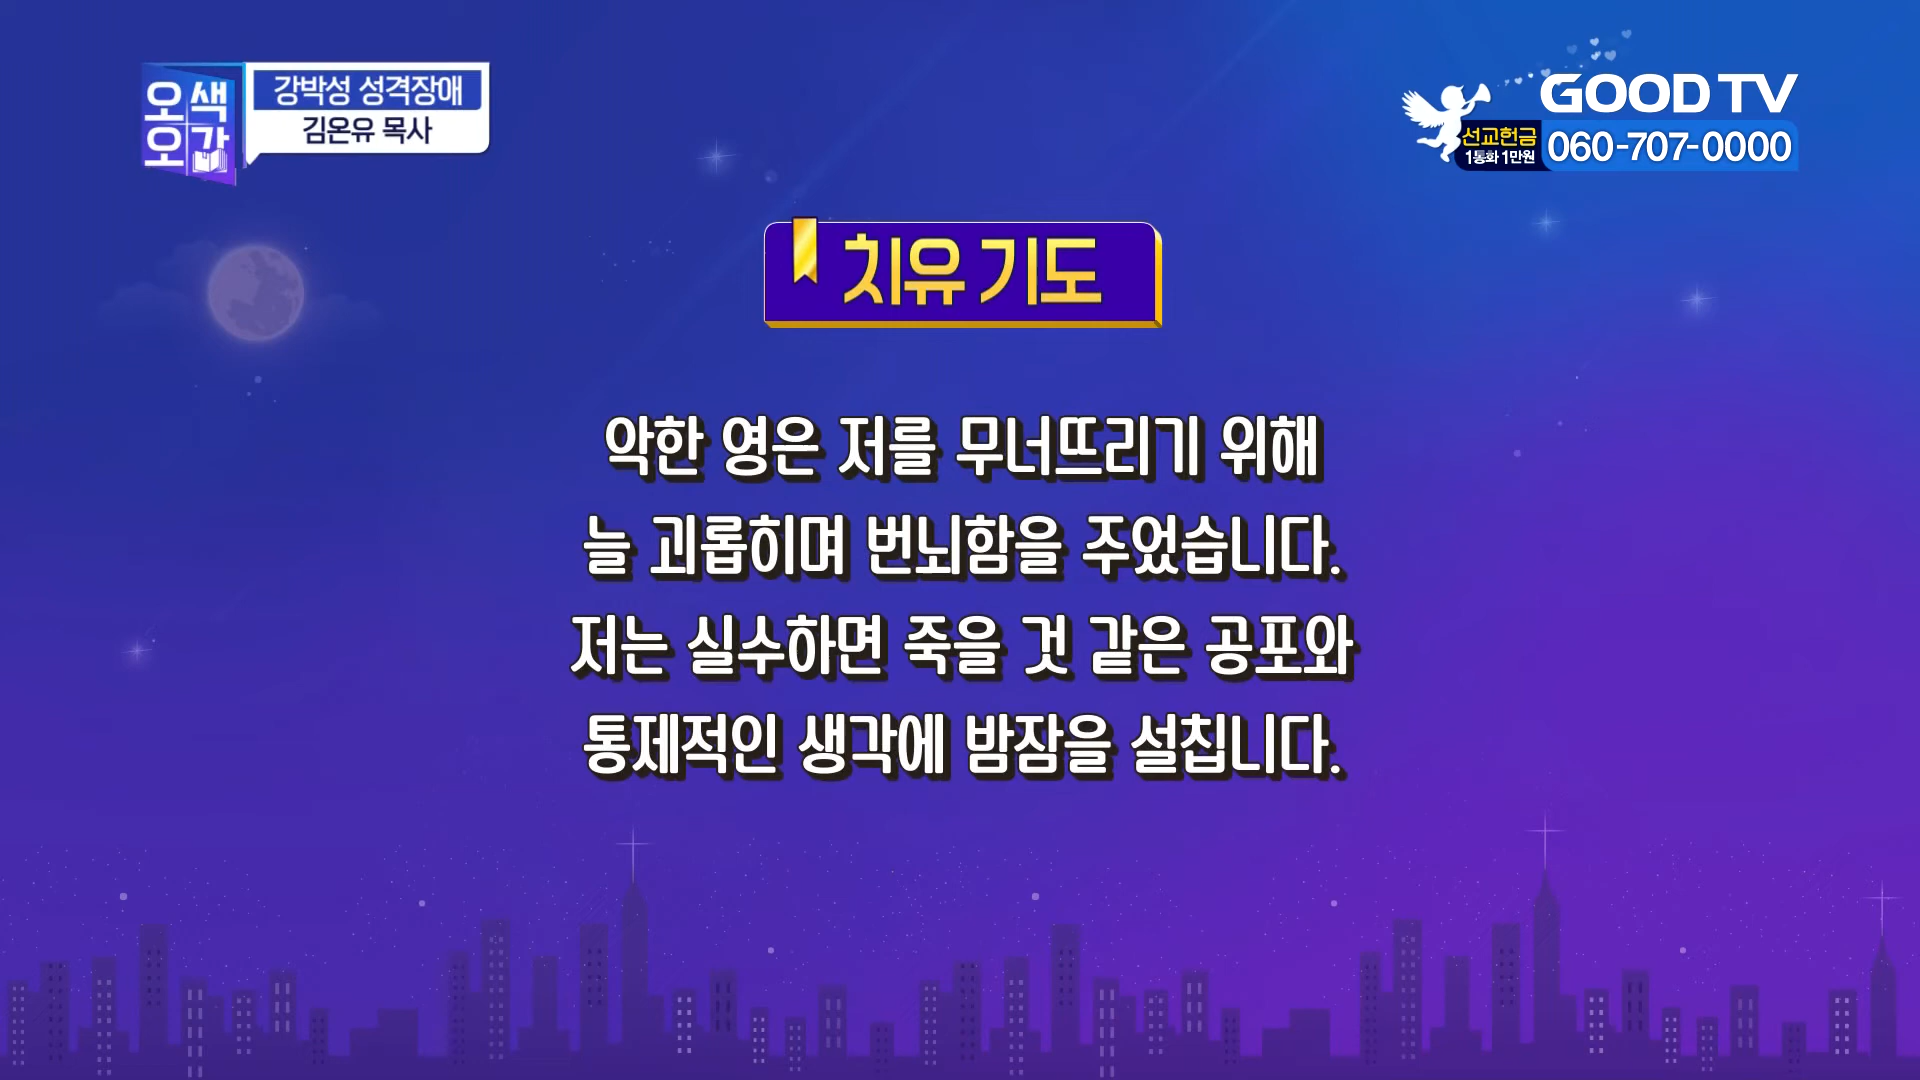 오색
오감
강박성 성격장애
김온유 목사
GOODTV
선교헌금
1통화 1만원
060-707-0000
치유 기도
악한 영은 저를 무너뜨리기 위해
늘 괴롭히며 번뇌함을 주었습니다.
저는 실수하면 죽을 것 같은 공포와
통제적인 생각에 밤잠을 설칩니다.